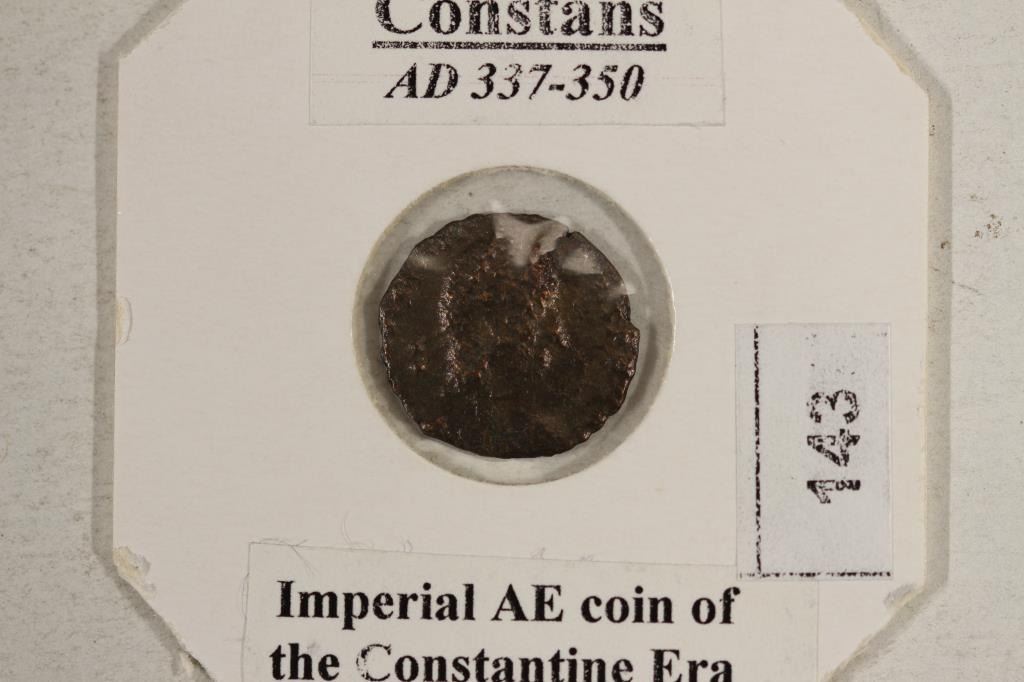 Constans
AD 337-350
143
Imperial AE coin of
the Constantine Era